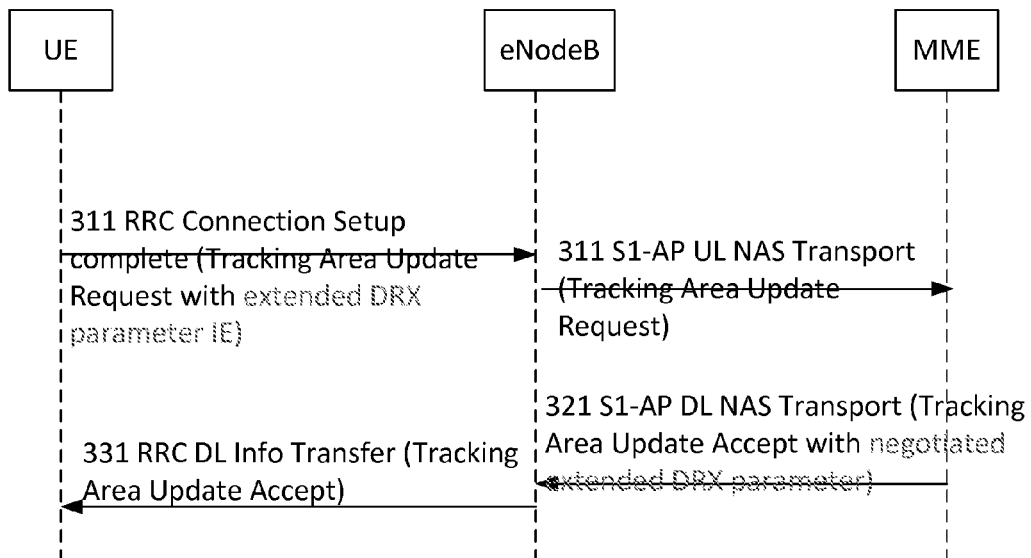 UE
eNodeB
MME
311 RRC Connection Setup
complete (Tracking Area Update
Request with extended DRX
parameter IE)
311 S1-AP UL NAS Transport
(Tracking Area Update
Request)
321 S1-AP DL NAS Transport (Tracking
Area Update Accept with negotiated
extended DRX parameter)
331 RRC DL Info Transfer (Tracking
Area Update Accept)